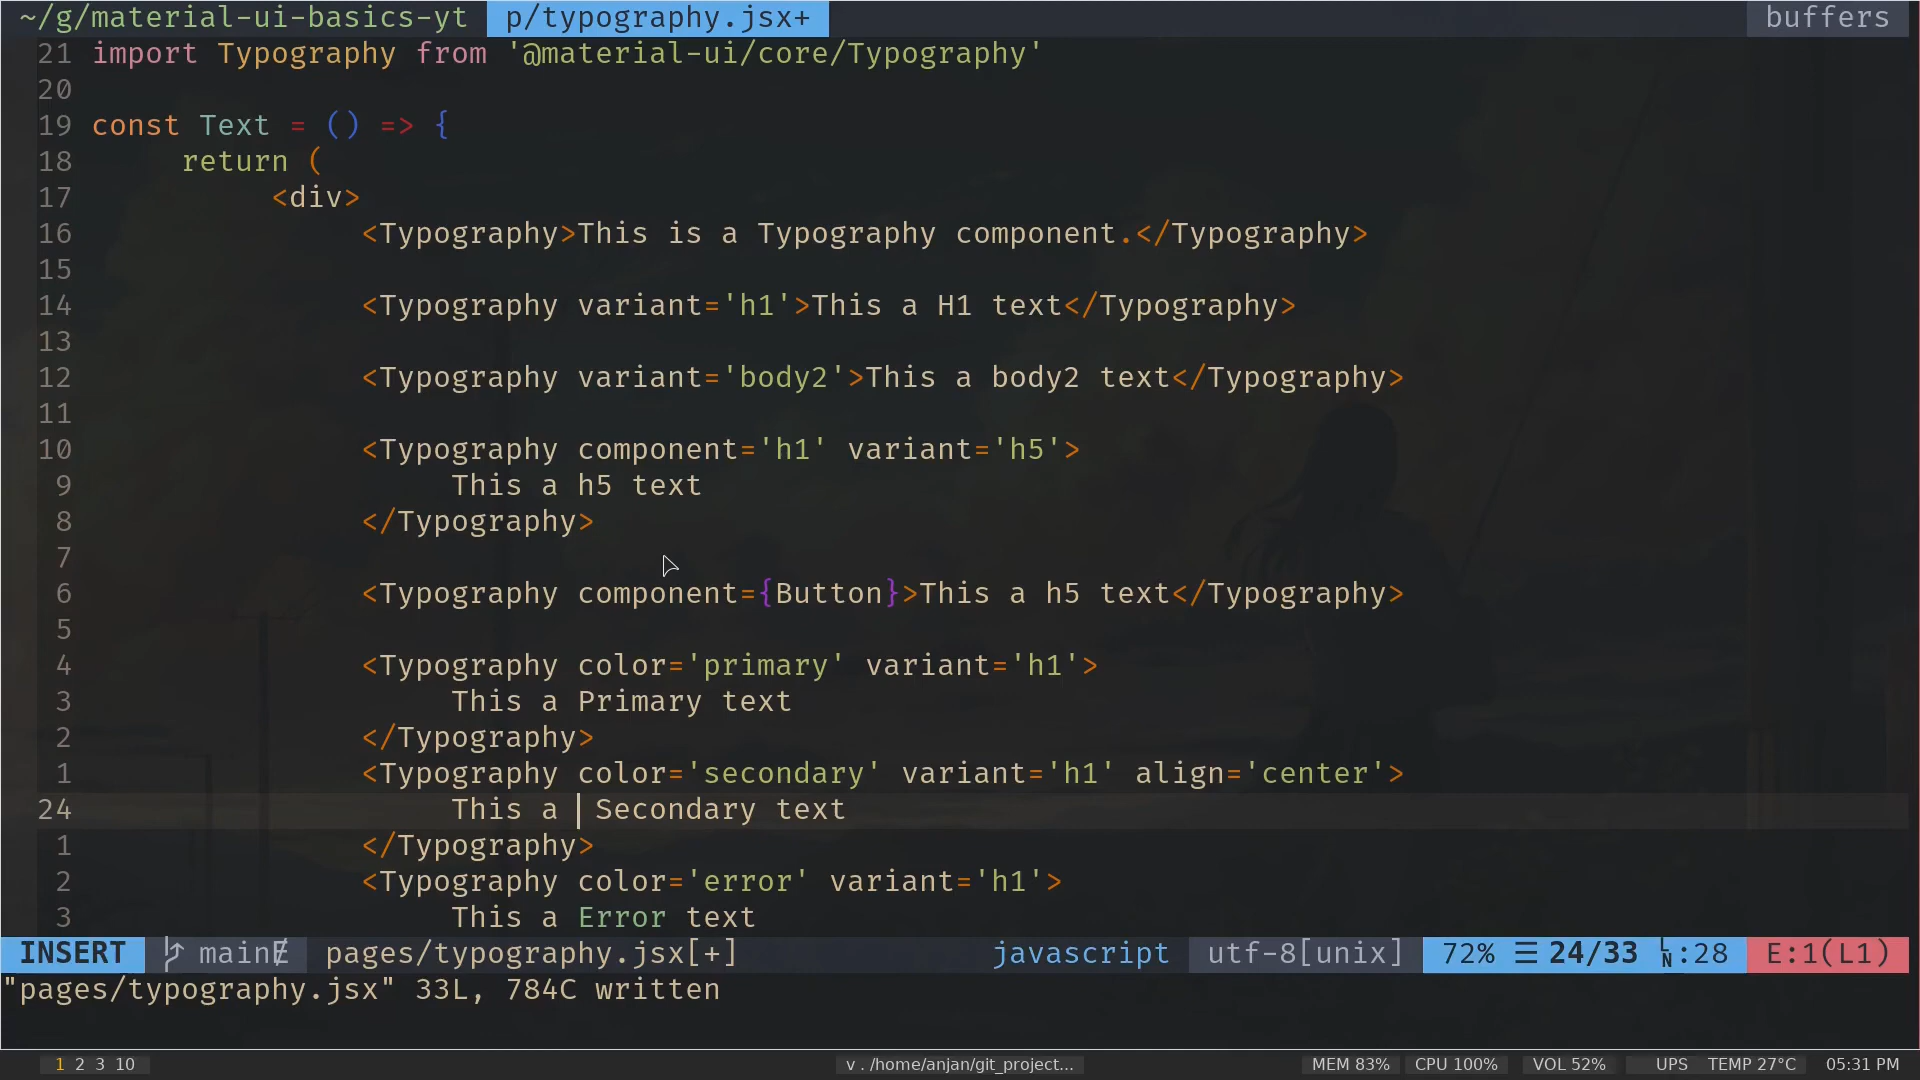 ~/g/material-ui-basics-yt p/typography.jsx+ buffers
21 import Typography from '@material-ui/core/Typography'
20
19 const Text = () => {
18 return (
17 <div>
16 <Typography>This is a Typography component.</Typography>
15
14 <Typography variant='h1'>This a H1 text</Typography>
13
12 <Typography variant='body2'>This a body2 text</Typography>
11
10 <Typography component='h1' variant='h5'>
9 This a h5 text
8 </Typography>
7
6 <Typography component={Button}>This a h5 text</Typography>
5
4 <Typography color='primary' variant='h1'>
3 This a Primary text
2 </Typography>
1 <Typography color='secondary' variant='h1' align='center'>
24 This a Secondary text
1 </Typography>
2 <Typography color='error' variant='h1'>
3 This a Error text
INSERT main pages/typography.jsx[+] javascript utf-8[unix] 72% ☰ 24/33 :28 E:1(L1)
"pages/typography.jsx" 33L, 784C written
1 2 3 10 v . /home/anjan/git_project... MEM 83% CPU 100% VOL 52% UPS TEMP 27°C 05:31 PM